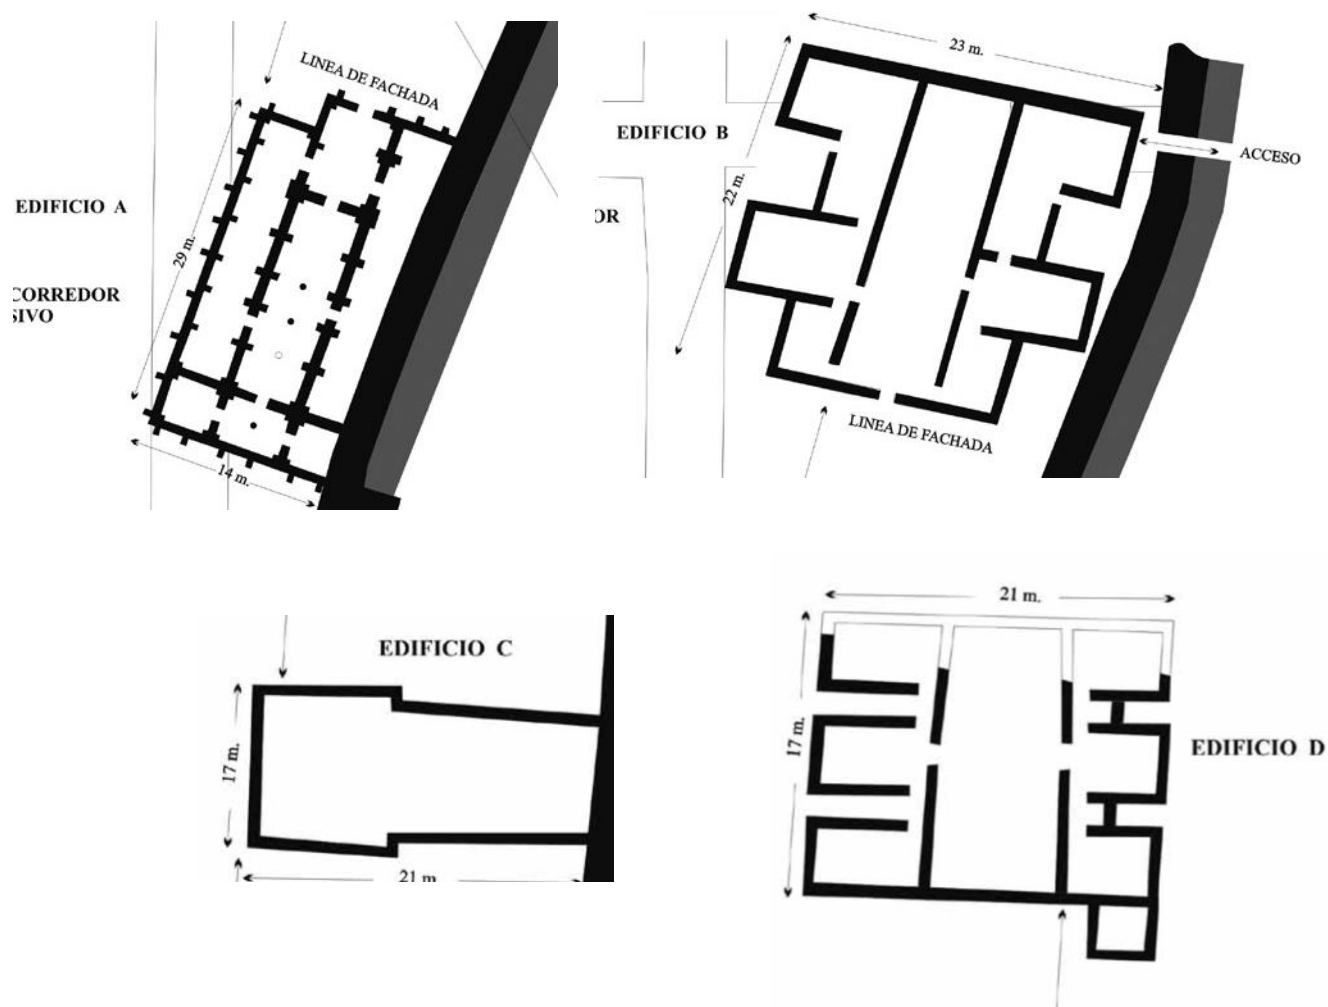 LINEA DE FACHADA
EDIFICIO A
29 m.
CORREDOR
SIVO
14 m.
23 m.
EDIFICIO B
ACCESO
22 m.
OR
LINEA DE FACHADA
EDIFICIO C
17 m.
21 m
21 m.
17 m.
EDIFICIO D